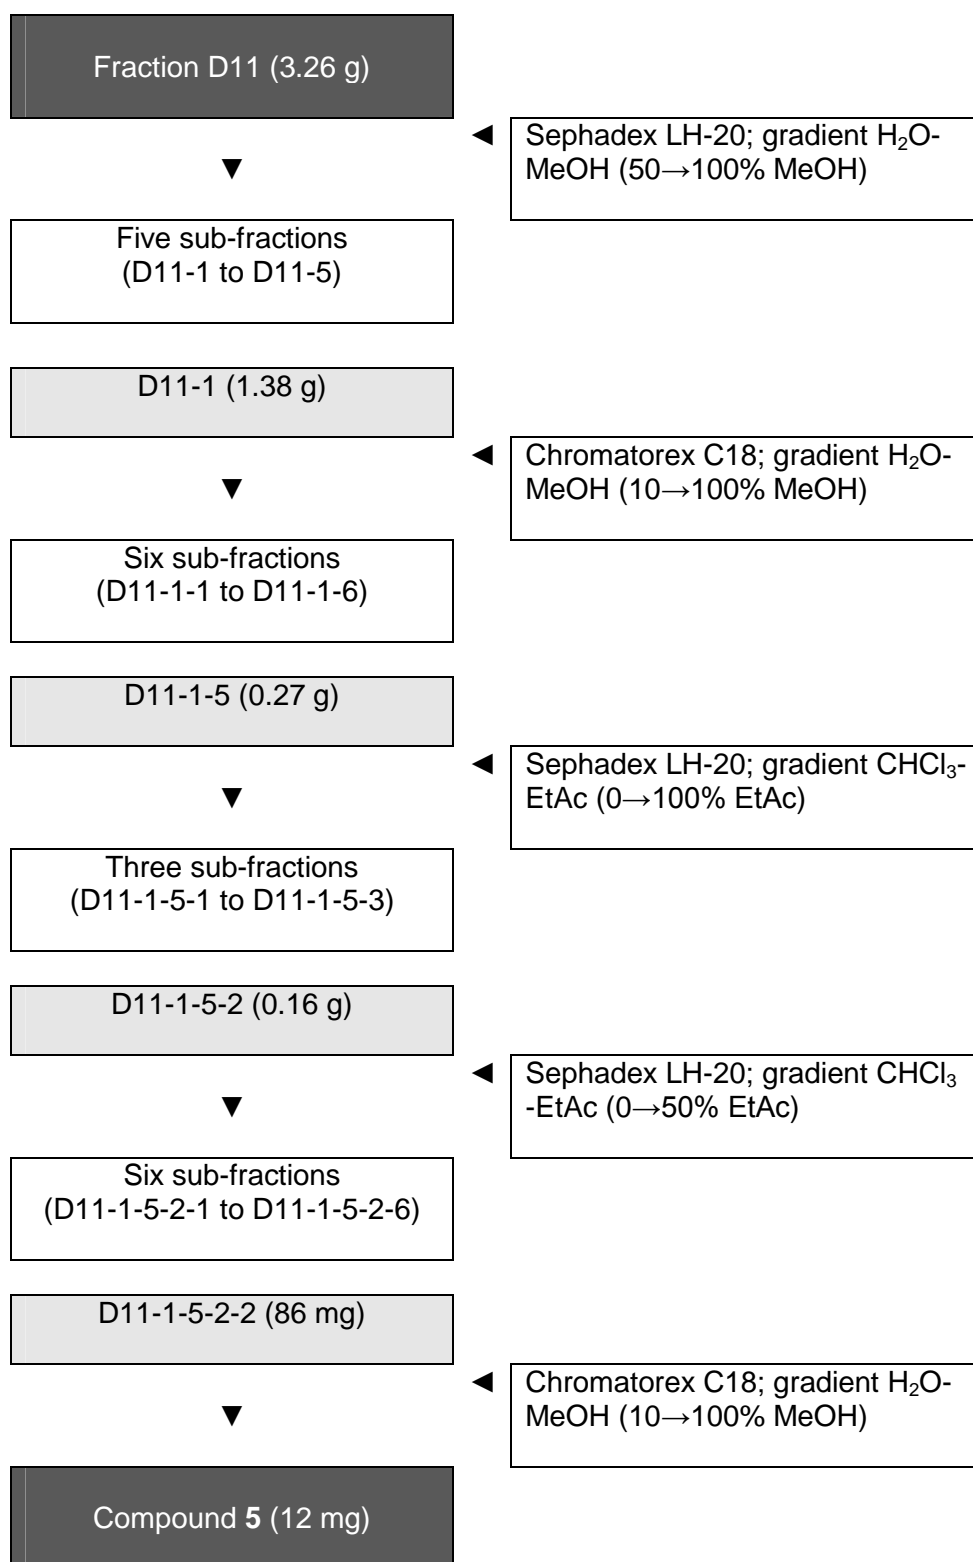 Fraction D11 (3.26 g)
Sephadex LH-20; gradient H₂O-
MeOH (50→100% MeOH)
Five sub-fractions
(D11-1 to D11-5)
D11-1 (1.38 g)
Chromatorex C18; gradient H₂O-
MeOH (10→100% MeOH)
Six sub-fractions
(D11-1-1 to D11-1-6)
D11-1-5 (0.27 g)
Sephadex LH-20; gradient CHCl₃-
EtAc (0→100% EtAc)
Three sub-fractions
(D11-1-5-1 to D11-1-5-3)
D11-1-5-2 (0.16 g)
Sephadex LH-20; gradient CHCl₃
-EtAc (0→50% EtAc)
Six sub-fractions
(D11-1-5-2-1 to D11-1-5-2-6)
D11-1-5-2-2 (86 mg)
Chromatorex C18; gradient H₂O-
MeOH (10→100% MeOH)
Compound 5 (12 mg)